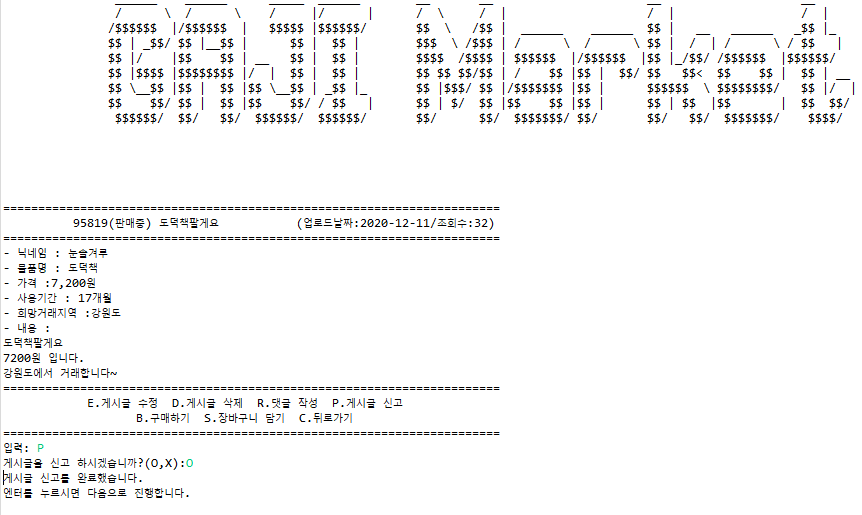 GAJI Market
==============================================================
95819(판매중) 도덕책팔게요 (업로드날짜:2020-12-11/조회수:32)
==============================================================
- 닉네임 : 눈솔겨루
- 물품명 : 도덕책
- 가격 :7,200원
- 사용기간 : 17개월
- 희망거래지역 :강원도
- 내용 :
도덕책팔게요
7200원 입니다.
강원도에서 거래합니다~
==============================================================
E.게시글 수정 D.게시글 삭제 R.댓글 작성 P.게시글 신고
B.구매하기 S.장바구니 담기 C.뒤로가기
==============================================================
입력: P
게시글을 신고 하시겠습니까?(O,X):O
게시글 신고를 완료했습니다.
엔터를 누르시면 다음으로 진행합니다.